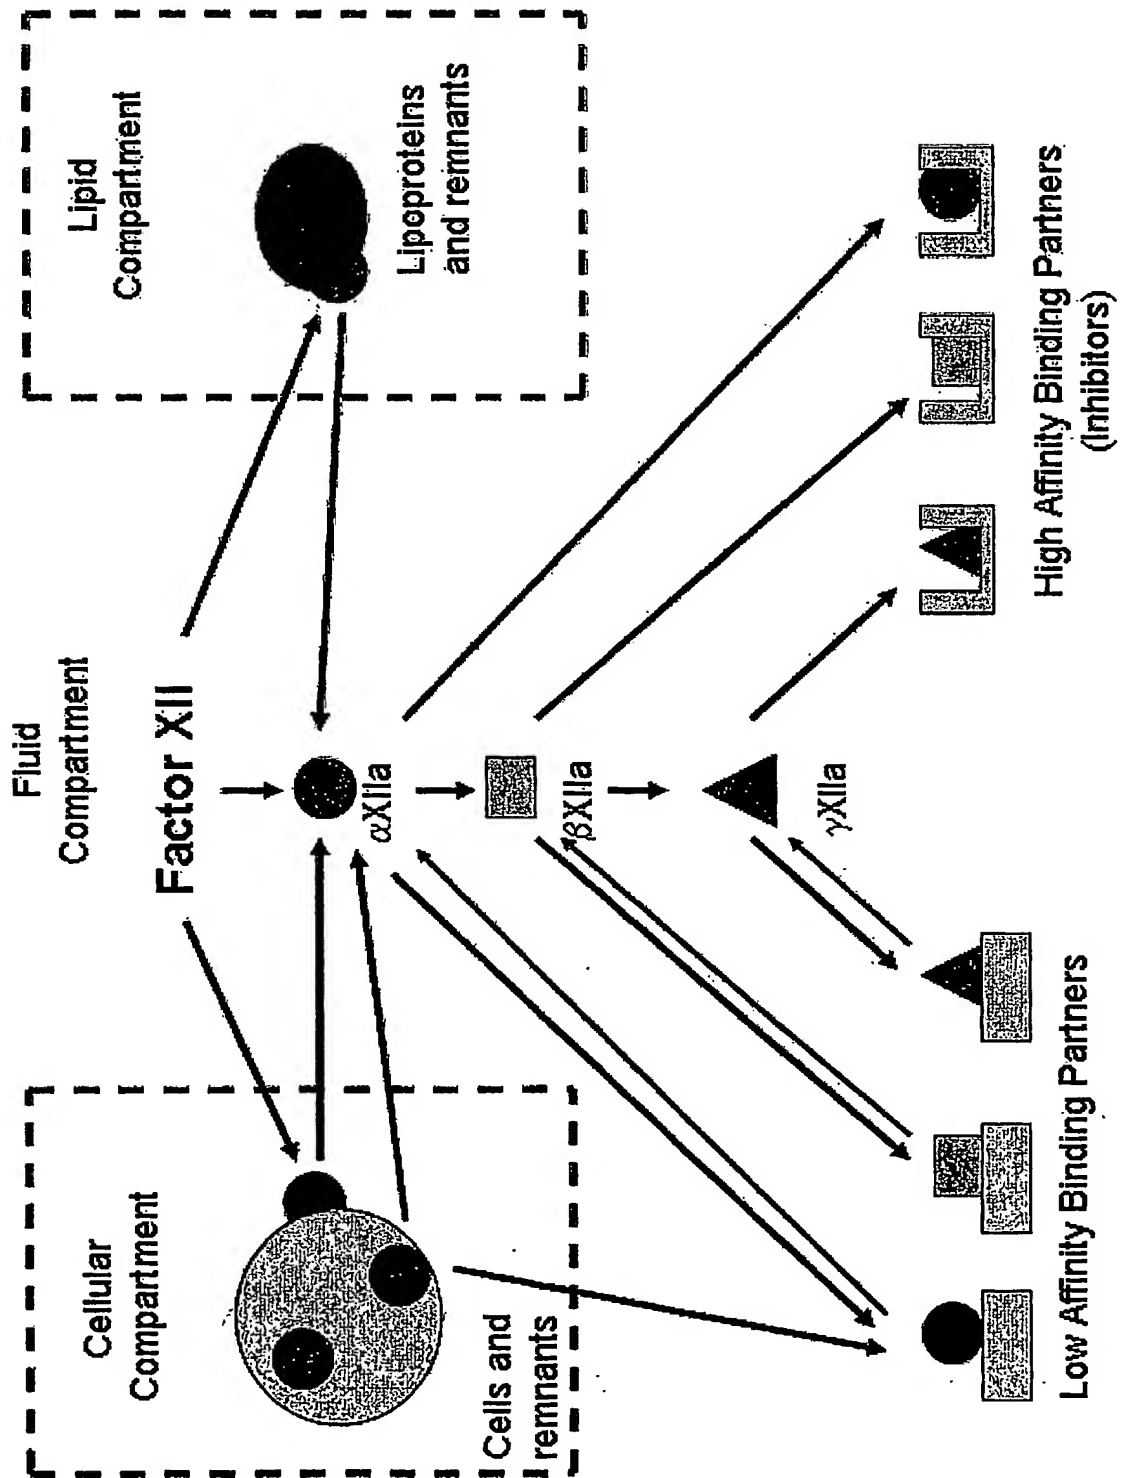 Fluid
Compartment
Cellular
Compartment
Lipid
Compartment
Factor XII
αXIIa
βXIIa
γXIIa
Cells and
remnants
Lipoproteins
and remnants
Low Affinity Binding Partners
High Affinity Binding Partners
(Inhibitors)